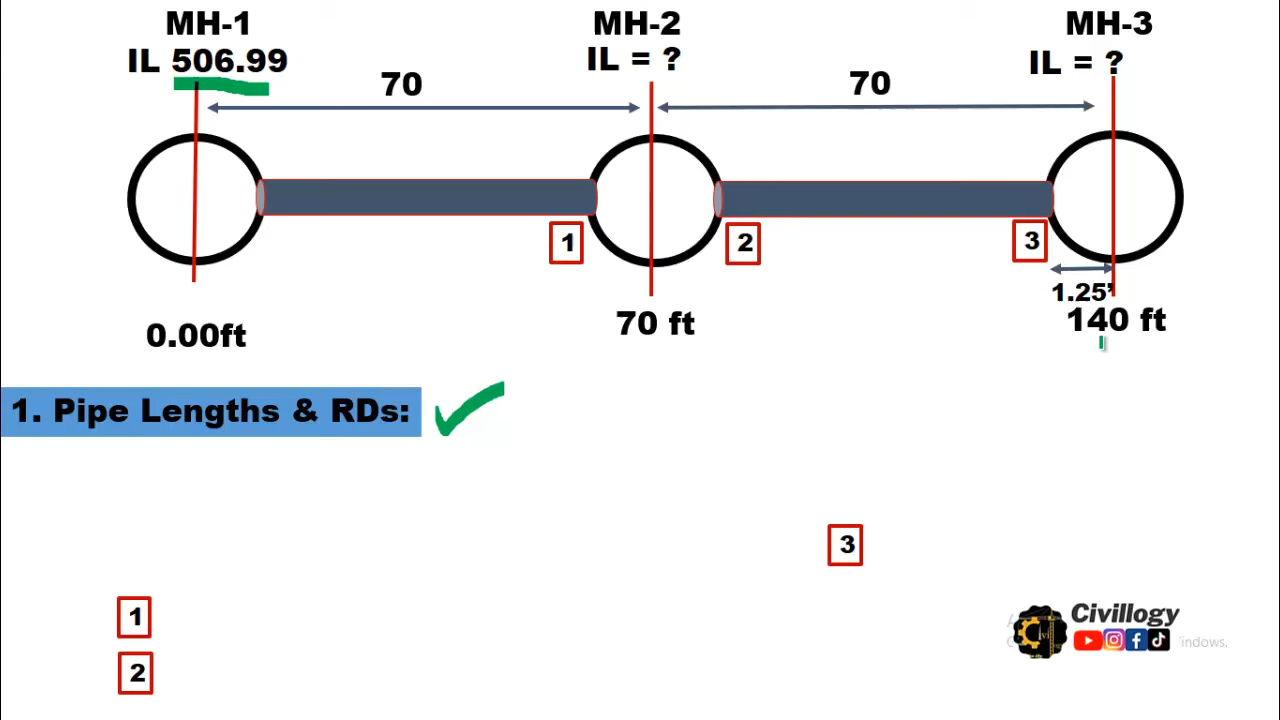 MH-1
IL 506.99
MH-2
IL = ?
MH-3
IL = ?
70
70
1
2
3
1.25’
0.00ft
70 ft
140 ft
1. Pipe Lengths & RDs:
3
1
2
Civillogy
indows.